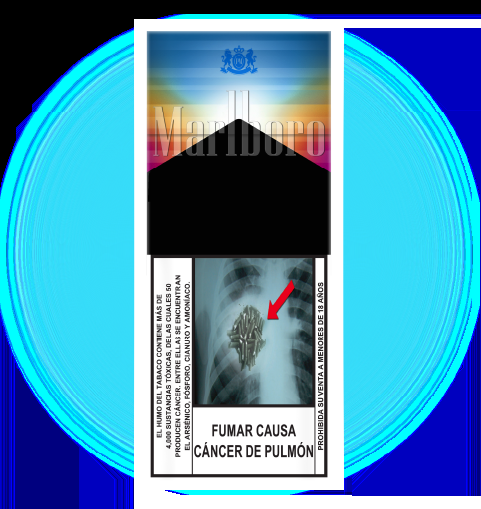 Marlboro
EL HUMO DEL TABACO CONTIENE MÁS DE
4,000 SUSTANCIAS TÓXICAS, DE LAS CUALES 50
PRODUCEN CÁNCER. ENTRE ELLAS SE ENCUENTRAN
EL ARSÉNICO, FÓSFORO, CIANURO Y AMONÍACO.
FUMAR CAUSA
CÁNCER DE PULMÓN
PROHIBIDA SU VENTA A MENORES DE 18 AÑOS